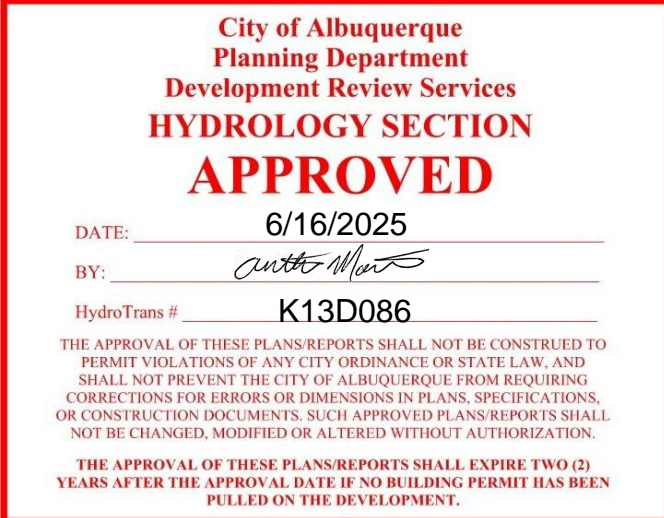 City of Albuquerque
Planning Department
Development Review Services
HYDROLOGY SECTION
APPROVED
DATE: 6/16/2025
BY:
HydroTrans # K13D086
THE APPROVAL OF THESE PLANS/REPORTS SHALL NOT BE CONSTRUED TO
PERMIT VIOLATIONS OF ANY CITY ORDINANCE OR STATE LAW, AND
SHALL NOT PREVENT THE CITY OF ALBUQUERQUE FROM REQUIRING
CORRECTIONS FOR ERRORS OR DIMENSIONS IN PLANS, SPECIFICATIONS,
OR CONSTRUCTION DOCUMENTS. SUCH APPROVED PLANS/REPORTS SHALL
NOT BE CHANGED, MODIFIED OR ALTERED WITHOUT AUTHORIZATION.
THE APPROVAL OF THESE PLANS/REPORTS SHALL EXPIRE TWO (2)
YEARS AFTER THE APPROVAL DATE IF NO BUILDING PERMIT HAS BEEN
PULLED ON THE DEVELOPMENT.